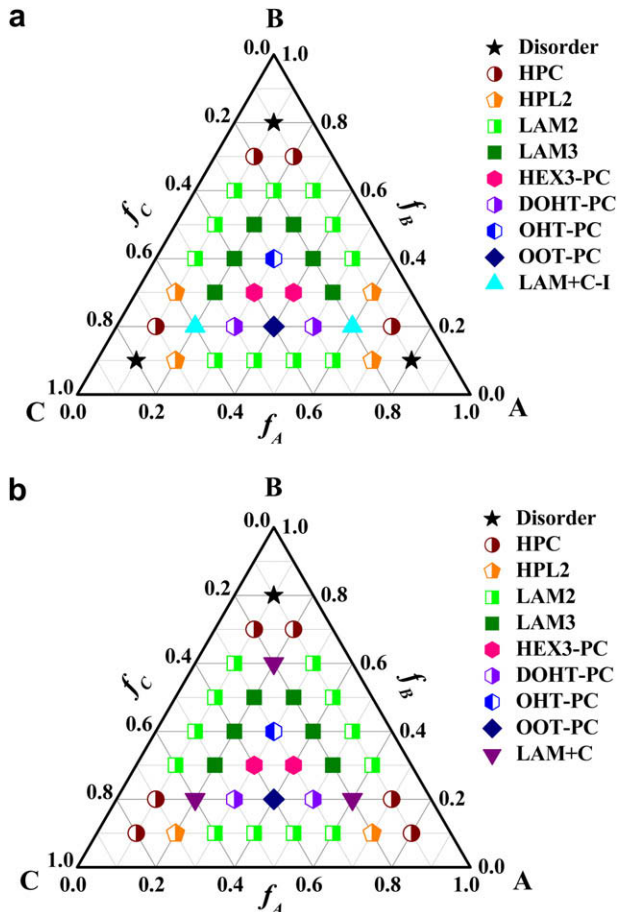 a
B
0.0 1.0
0.2 0.8
0.4 0.6
f_C f_B
0.6 0.4
0.8 0.2
1.0 0.0
C A
0.0 0.2 0.4 0.6 0.8 1.0
f_A
Disorder
HPC
HPL2
LAM2
LAM3
HEX3-PC
DOHT-PC
OHT-PC
OOT-PC
LAM+C-I
b
B
0.0 1.0
0.2 0.8
0.4 0.6
f_C f_B
0.6 0.4
0.8 0.2
1.0 0.0
C A
0.0 0.2 0.4 0.6 0.8 1.0
f_A
Disorder
HPC
HPL2
LAM2
LAM3
HEX3-PC
DOHT-PC
OHT-PC
OOT-PC
LAM+C